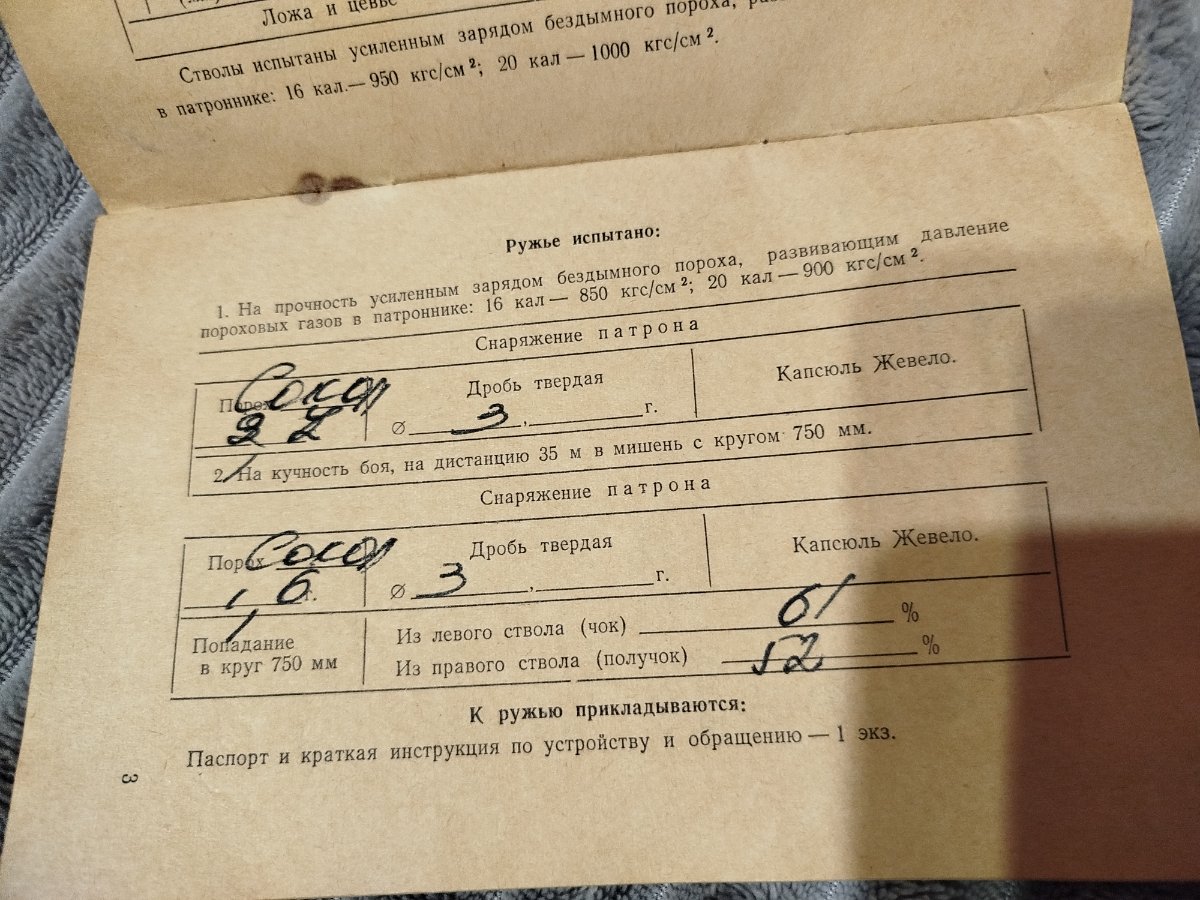 Ложа и цевье
Стволы испытаны усиленным зарядом бездымного пороха,
в патроннике: 16 кал.— 950 кгс/см²; 20 кал — 1000 кгс/см².
Ружье испытано:
1. На прочность усиленным зарядом бездымного пороха, развивающим давление
пороховых газов в патроннике: 16 кал — 850 кгс/см²; 20 кал — 900 кгс/см².
Снаряжение патрона
Порох Сокол
Дробь твердая
Капсюль Жевело.
⌀ 3 , г.
2. На кучность боя, на дистанцию 35 м в мишень с кругом 750 мм.
Снаряжение патрона
Порох Сокол
Дробь твердая
Капсюль Жевело.
1,6 г.
⌀ 3 , г.
Попадание
в круг 750 мм
Из левого ствола (чок) 61 %
Из правого ствола (получок) 52 %
К ружью прикладываются:
Паспорт и краткая инструкция по устройству и обращению — 1 экз.
3